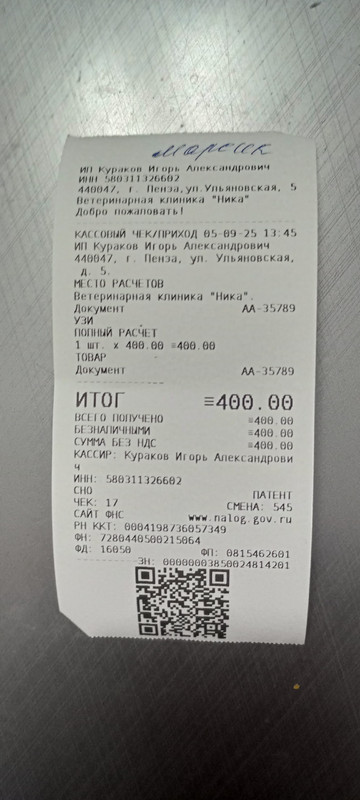 Марсик
ИП Кураков Игорь Александрович
ИНН 580311326602
440047, г. Пенза,ул.Ульяновская, 5
Ветеринарная клиника "Ника"
Добро пожаловать!
КАССОВЫЙ ЧЕК/ПРИХОД 05-09-25 13:45
ИП Кураков Игорь Александрович
440047, г. Пенза, ул. Ульяновская,
д. 5.
МЕСТО РАСЧЕТОВ
Ветеринарная клиника "Ника".
Документ АА-35789
УЗИ
ПОЛНЫЙ РАСЧЕТ
1 шт. x 400.00 =400.00
ТОВАР
Документ АА-35789
ИТОГ =400.00
ВСЕГО ПОЛУЧЕНО =400.00
БЕЗНАЛИЧНЫМИ =400.00
СУММА БЕЗ НДС =400.00
КАССИР: Кураков Игорь Александрови
ч
ИНН: 580311326602
СНО ПАТЕНТ
ЧЕК: 17 СМЕНА: 545
САЙТ ФНС www.nalog.gov.ru
РН ККТ: 0004198736057349
ФН: 7280440500215064
ФД: 16050 ФП: 0815462601
ЗН: 00000003850024814201